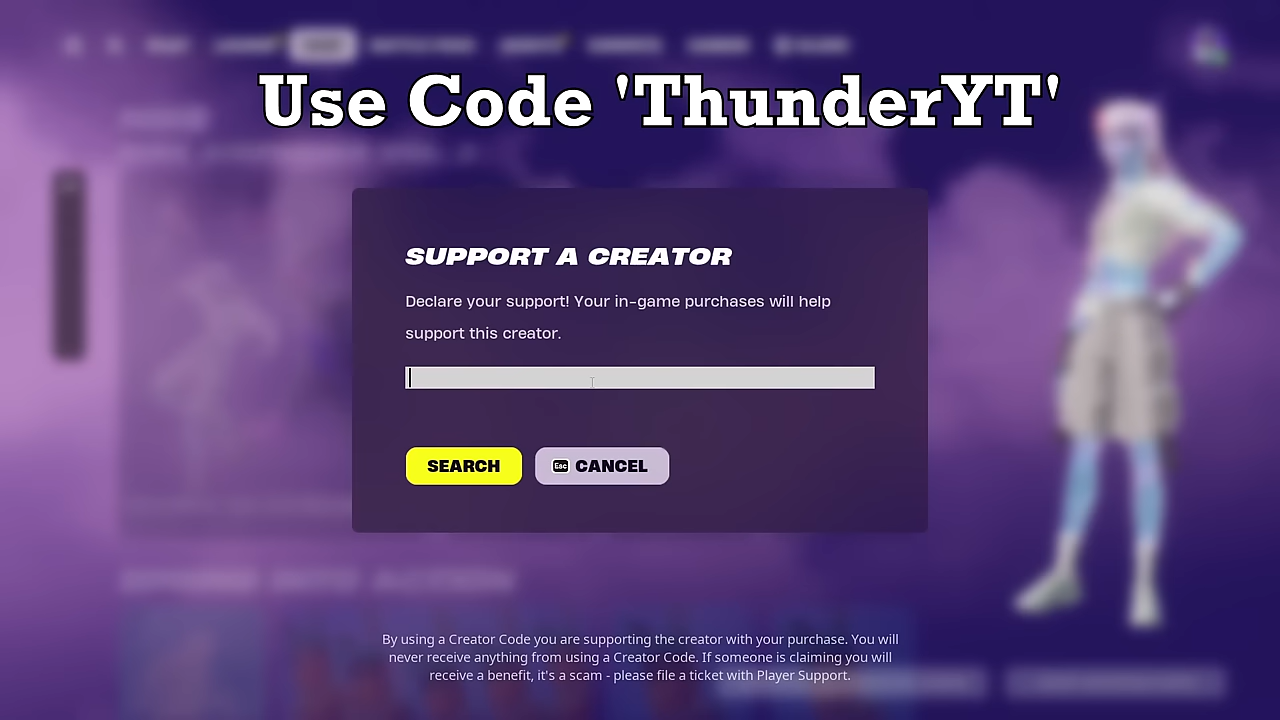 Use Code 'ThunderYT'
SUPPORT A CREATOR
Declare your support! Your in-game purchases will help
support this creator.
SEARCH
Esc CANCEL
By using a Creator Code you are supporting the creator with your purchase. You will
never receive anything from using a Creator Code. If someone is claiming you will
receive a benefit, it's a scam - please file a ticket with Player Support.